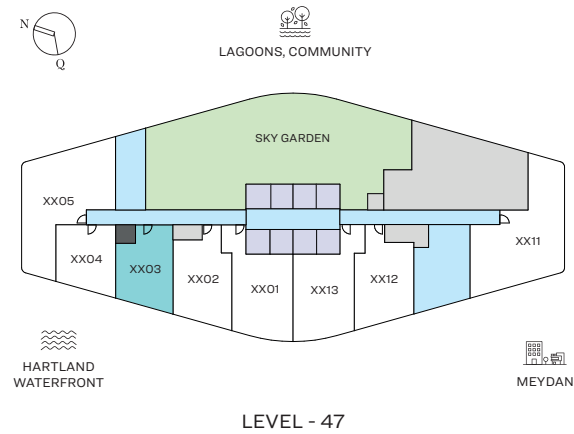 N
Q
LAGOONS, COMMUNITY
SKY GARDEN
XX05
XX04
XX03
XX02
XX01
XX13
XX12
XX11
HARTLAND
WATERFRONT
MEYDAN
LEVEL - 47